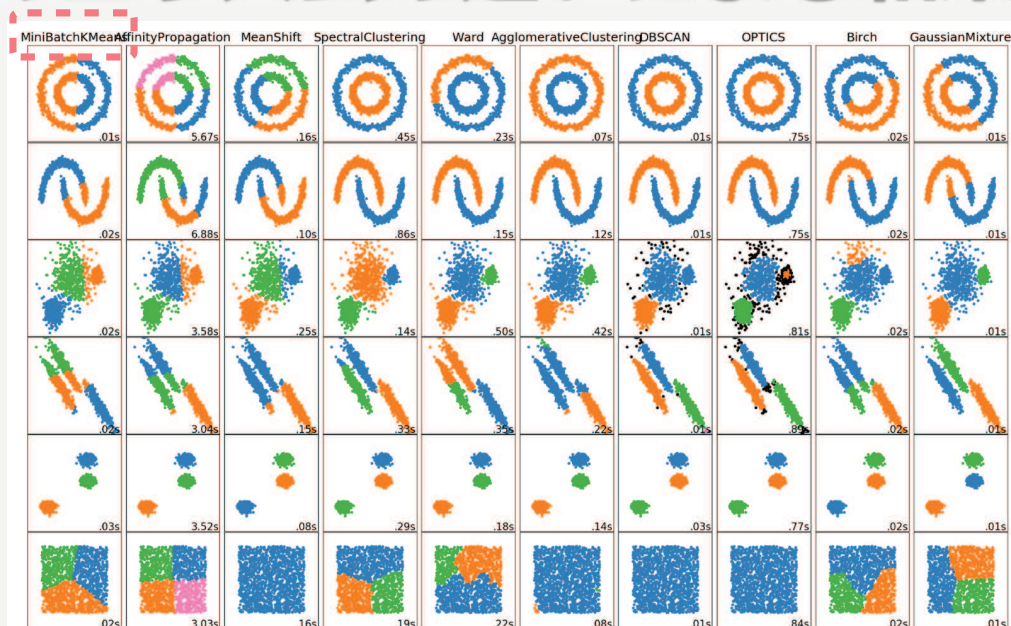 MiniBatchKMeans AffinityPropagation MeanShift SpectralClustering Ward AgglomerativeClustering DBSCAN OPTICS Birch GaussianMixture
.01s 5.67s .16s .45s .23s .07s .01s .75s .02s .01s
.02s 6.88s .10s .86s .15s .12s .01s .75s .02s .01s
.02s 3.58s .25s .14s .50s .42s .01s .81s .02s .01s
.02s 3.04s .15s .33s .35s .22s .01s .89s .02s .01s
.03s 3.52s .08s .29s .18s .14s .03s .77s .02s .01s
.02s 3.03s .16s .19s .22s .08s .01s .84s .02s .01s